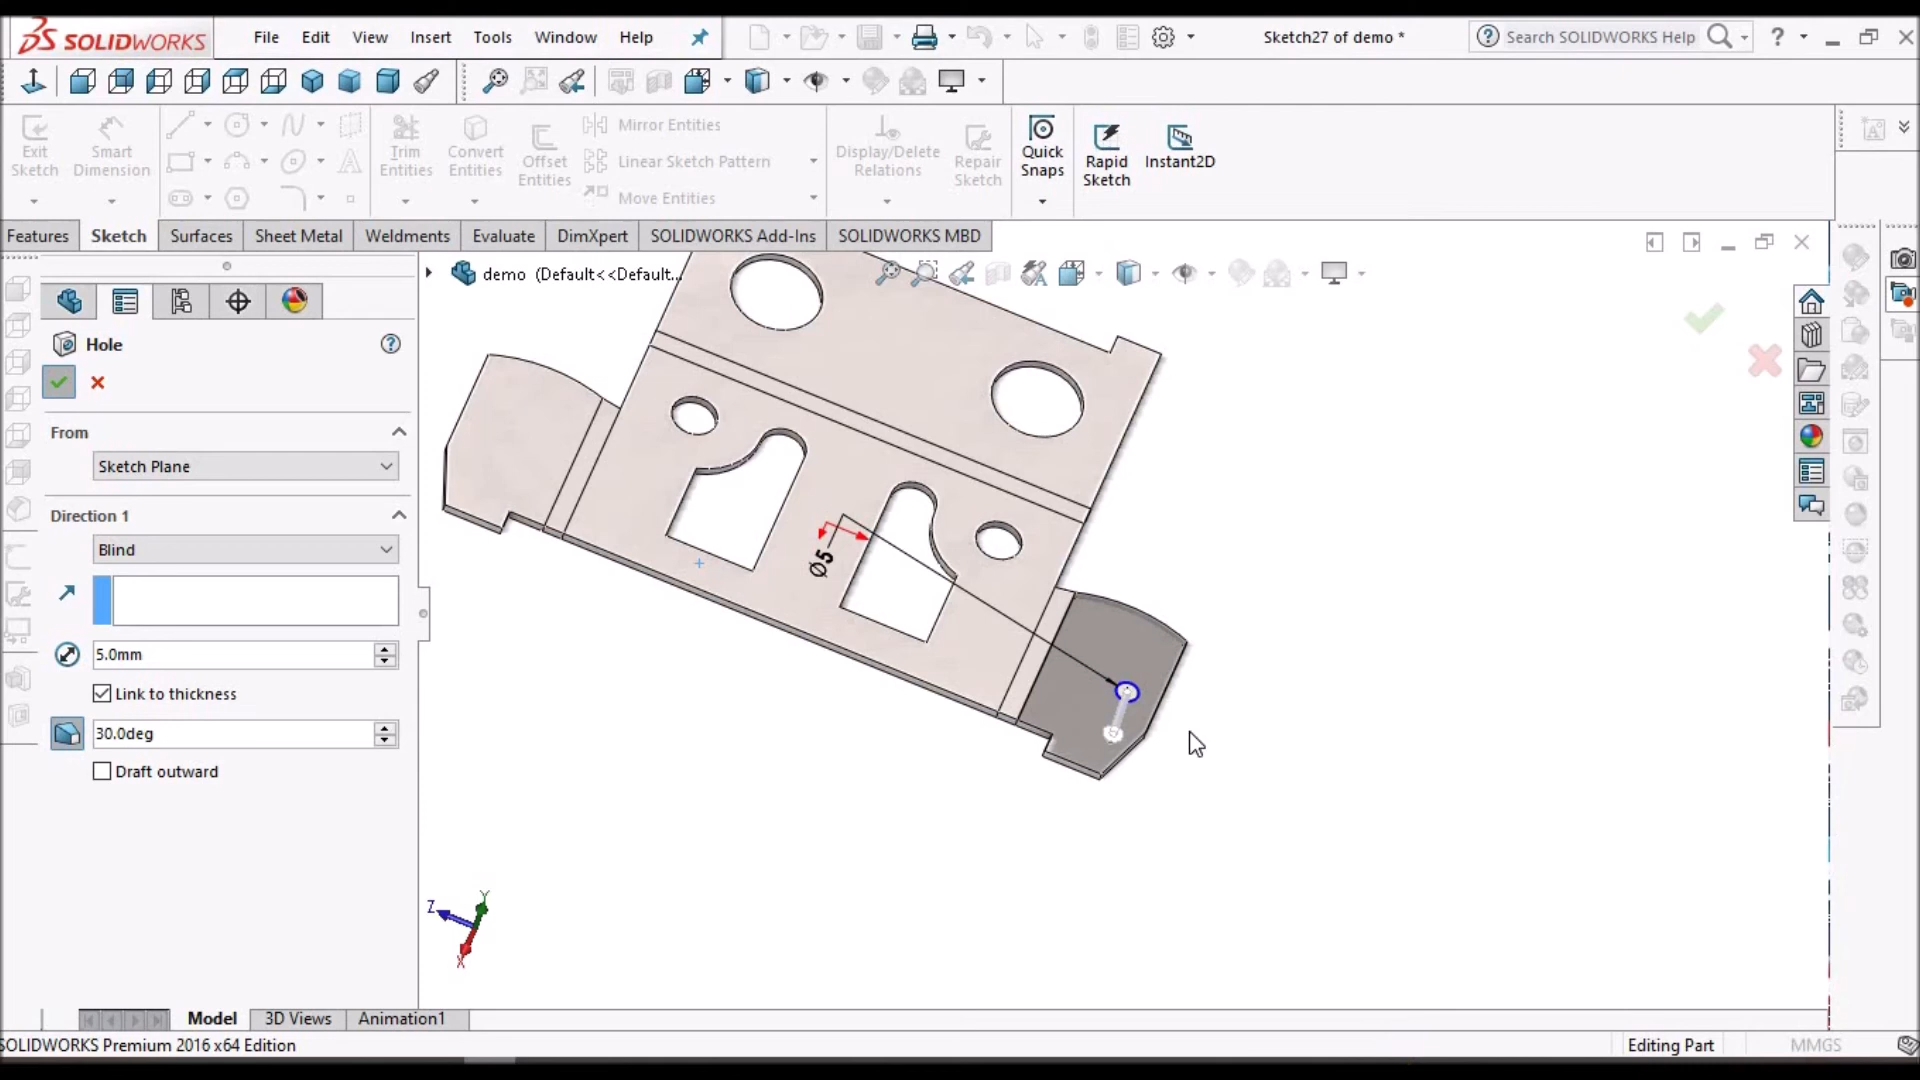 SOLIDWORKS File Edit View Insert Tools Window Help Sketch27 of demo * Search SOLIDWORKS Help
Exit Sketch
Smart Dimension
Trim Entities
Convert Entities
Offset Entities
Mirror Entities
Linear Sketch Pattern
Move Entities
Display/Delete Relations
Repair Sketch
Quick Snaps
Rapid Sketch
Instant2D
Features Sketch Surfaces Sheet Metal Weldments Evaluate DimXpert SOLIDWORKS Add-Ins SOLIDWORKS MBD
demo (Default<<Default...
Hole
From
Sketch Plane
Direction 1
Blind
5.0mm
Link to thickness
30.0deg
Draft outward
Ø5
Y
Z
X
Model 3D Views Animation1
SOLIDWORKS Premium 2016 x64 Edition Editing Part MMGS